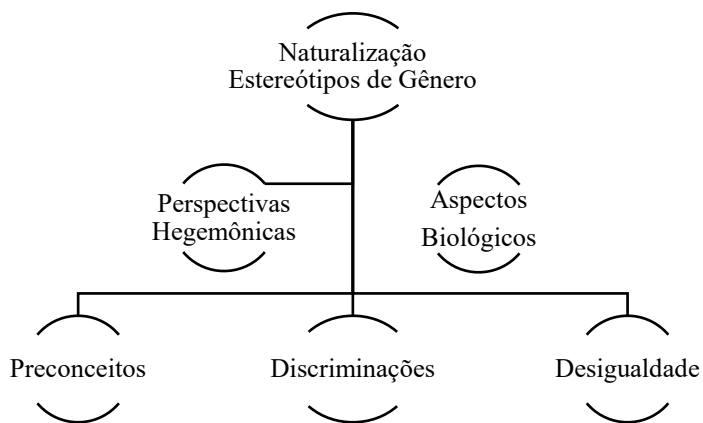 Naturalização
Estereótipos de Gênero
Perspectivas
Hegemônicas
Aspectos
Biológicos
Preconceitos
Discriminações
Desigualdade